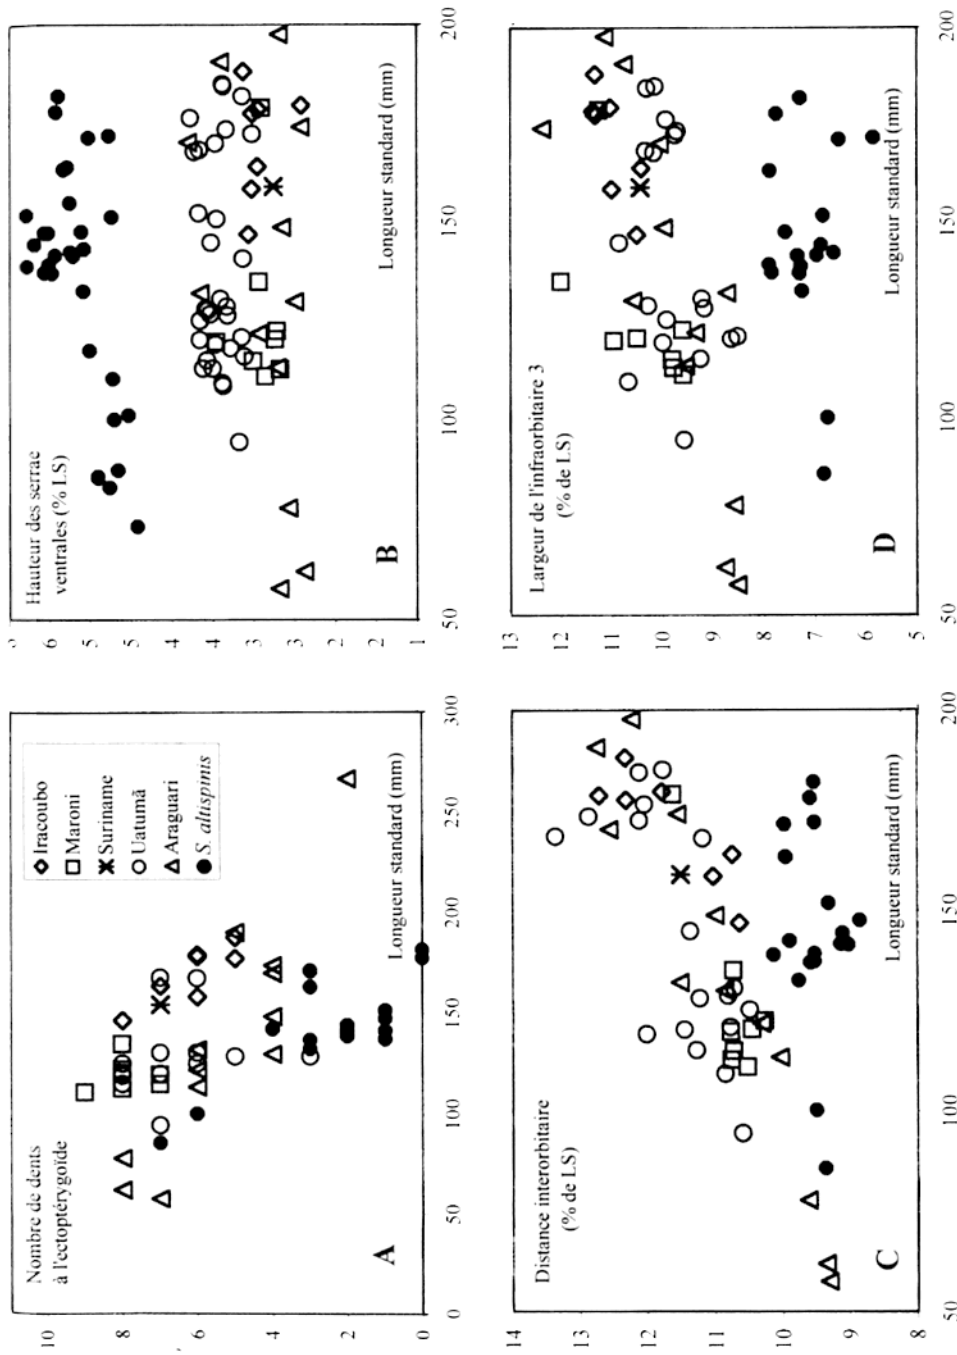 Nombre de dents
à l'ectoptérygoïde
10
8
6
4
2
0
0
50
100
150
200
250
300
Longueur standard (mm)
A
Iracoubo
Maroni
Suriname
Uatumã
Araguari
S. altispinis
Hauteur des serrae
ventrales (% LS)
6
5
5
4
4
3
3
2
2
1
50
100
150
200
Longueur standard (mm)
B
Distance interorbitaire
(% de LS)
14
13
12
11
10
9
8
50
100
150
200
Longueur standard (mm)
C
Largeur de l'infraorbitaire 3
(% de LS)
13
12
11
10
9
8
7
6
5
50
100
150
200
Longueur standard (mm)
D